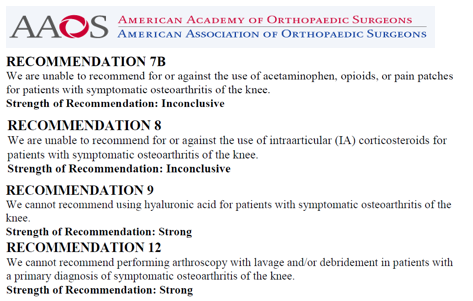 AAOS
AMERICAN ACADEMY OF ORTHOPAEDIC SURGEONS
AMERICAN ASSOCIATION OF ORTHOPAEDIC SURGEONS
RECOMMENDATION 7B
We are unable to recommend for or against the use of acetaminophen, opioids, or pain patches
for patients with symptomatic osteoarthritis of the knee.
Strength of Recommendation: Inconclusive
RECOMMENDATION 8
We are unable to recommend for or against the use of intraarticular (IA) corticosteroids for
patients with symptomatic osteoarthritis of the knee.
Strength of Recommendation: Inconclusive
RECOMMENDATION 9
We cannot recommend using hyaluronic acid for patients with symptomatic osteoarthritis of the
knee.
Strength of Recommendation: Strong
RECOMMENDATION 12
We cannot recommend performing arthroscopy with lavage and/or debridement in patients with
a primary diagnosis of symptomatic osteoarthritis of the knee.
Strength of Recommendation: Strong